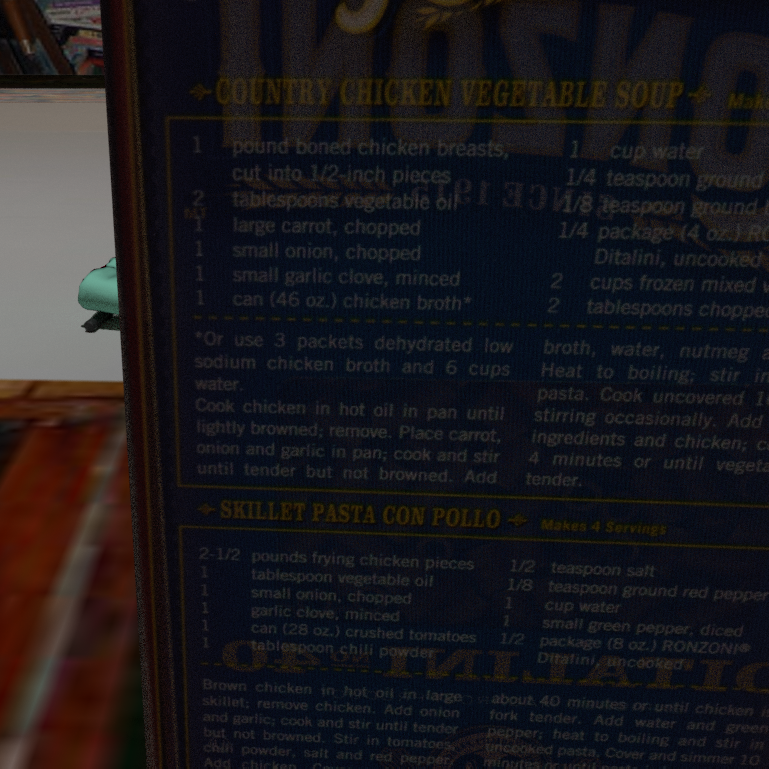 COUNTRY CHICKEN VEGETABLE SOUP
1 pound boned chicken breasts,
cut into 1/2-inch pieces
2 tablespoons vegetable oil
1 large carrot, chopped
1 small onion, chopped
1 small garlic clove, minced
1 can (46 oz.) chicken broth*
1 cup water
1/4 teaspoon ground
1/8 teaspoon ground
1/4 package (4 oz.)
Ditalini, uncooked
2 cups frozen mixed
2 tablespoons
*Or use 3 packets dehydrated low
sodium chicken broth and 6 cups
water.
Cook chicken in hot oil in pan until
lightly browned; remove. Place carrot,
onion and garlic in pan; cook and stir
until tender but not browned. Add
broth, water, nutmeg
Heat to boiling; stir in
pasta. Cook uncovered
stirring occasionally. Add
ingredients and chicken;
4 minutes or until
tender.
SKILLET PASTA CON POLLO Makes 4 Servings
2-1/2 pounds frying chicken pieces
1 tablespoon vegetable oil
1 small onion, chopped
1 garlic clove, minced
1 can (28 oz.) crushed tomatoes
1 tablespoon chili powder
1/2 teaspoon salt
1/8 teaspoon ground red pepper
1 cup water
1 small green pepper, diced
1/2 package (8 oz.) RONZONI®
Ditalini, uncooked
Brown chicken in hot oil in large
skillet; remove chicken. Add onion
and garlic; cook and stir until tender
but not browned. Stir in tomatoes,
chili powder, salt and red pepper.
Add chicken.
about 40 minutes or until chicken
fork tender. Add water and green
pepper; heat to boiling and stir in
uncooked pasta. Cover and simmer 10
minutes or until